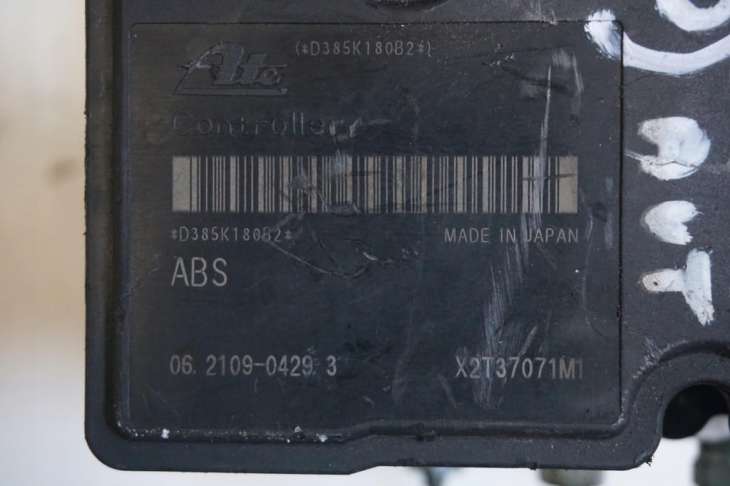 Ate (*D385K180B2*)
Controller
*D385K180B2* MADE IN JAPAN
ABS
06.2109-0429.3 X2T37071M1